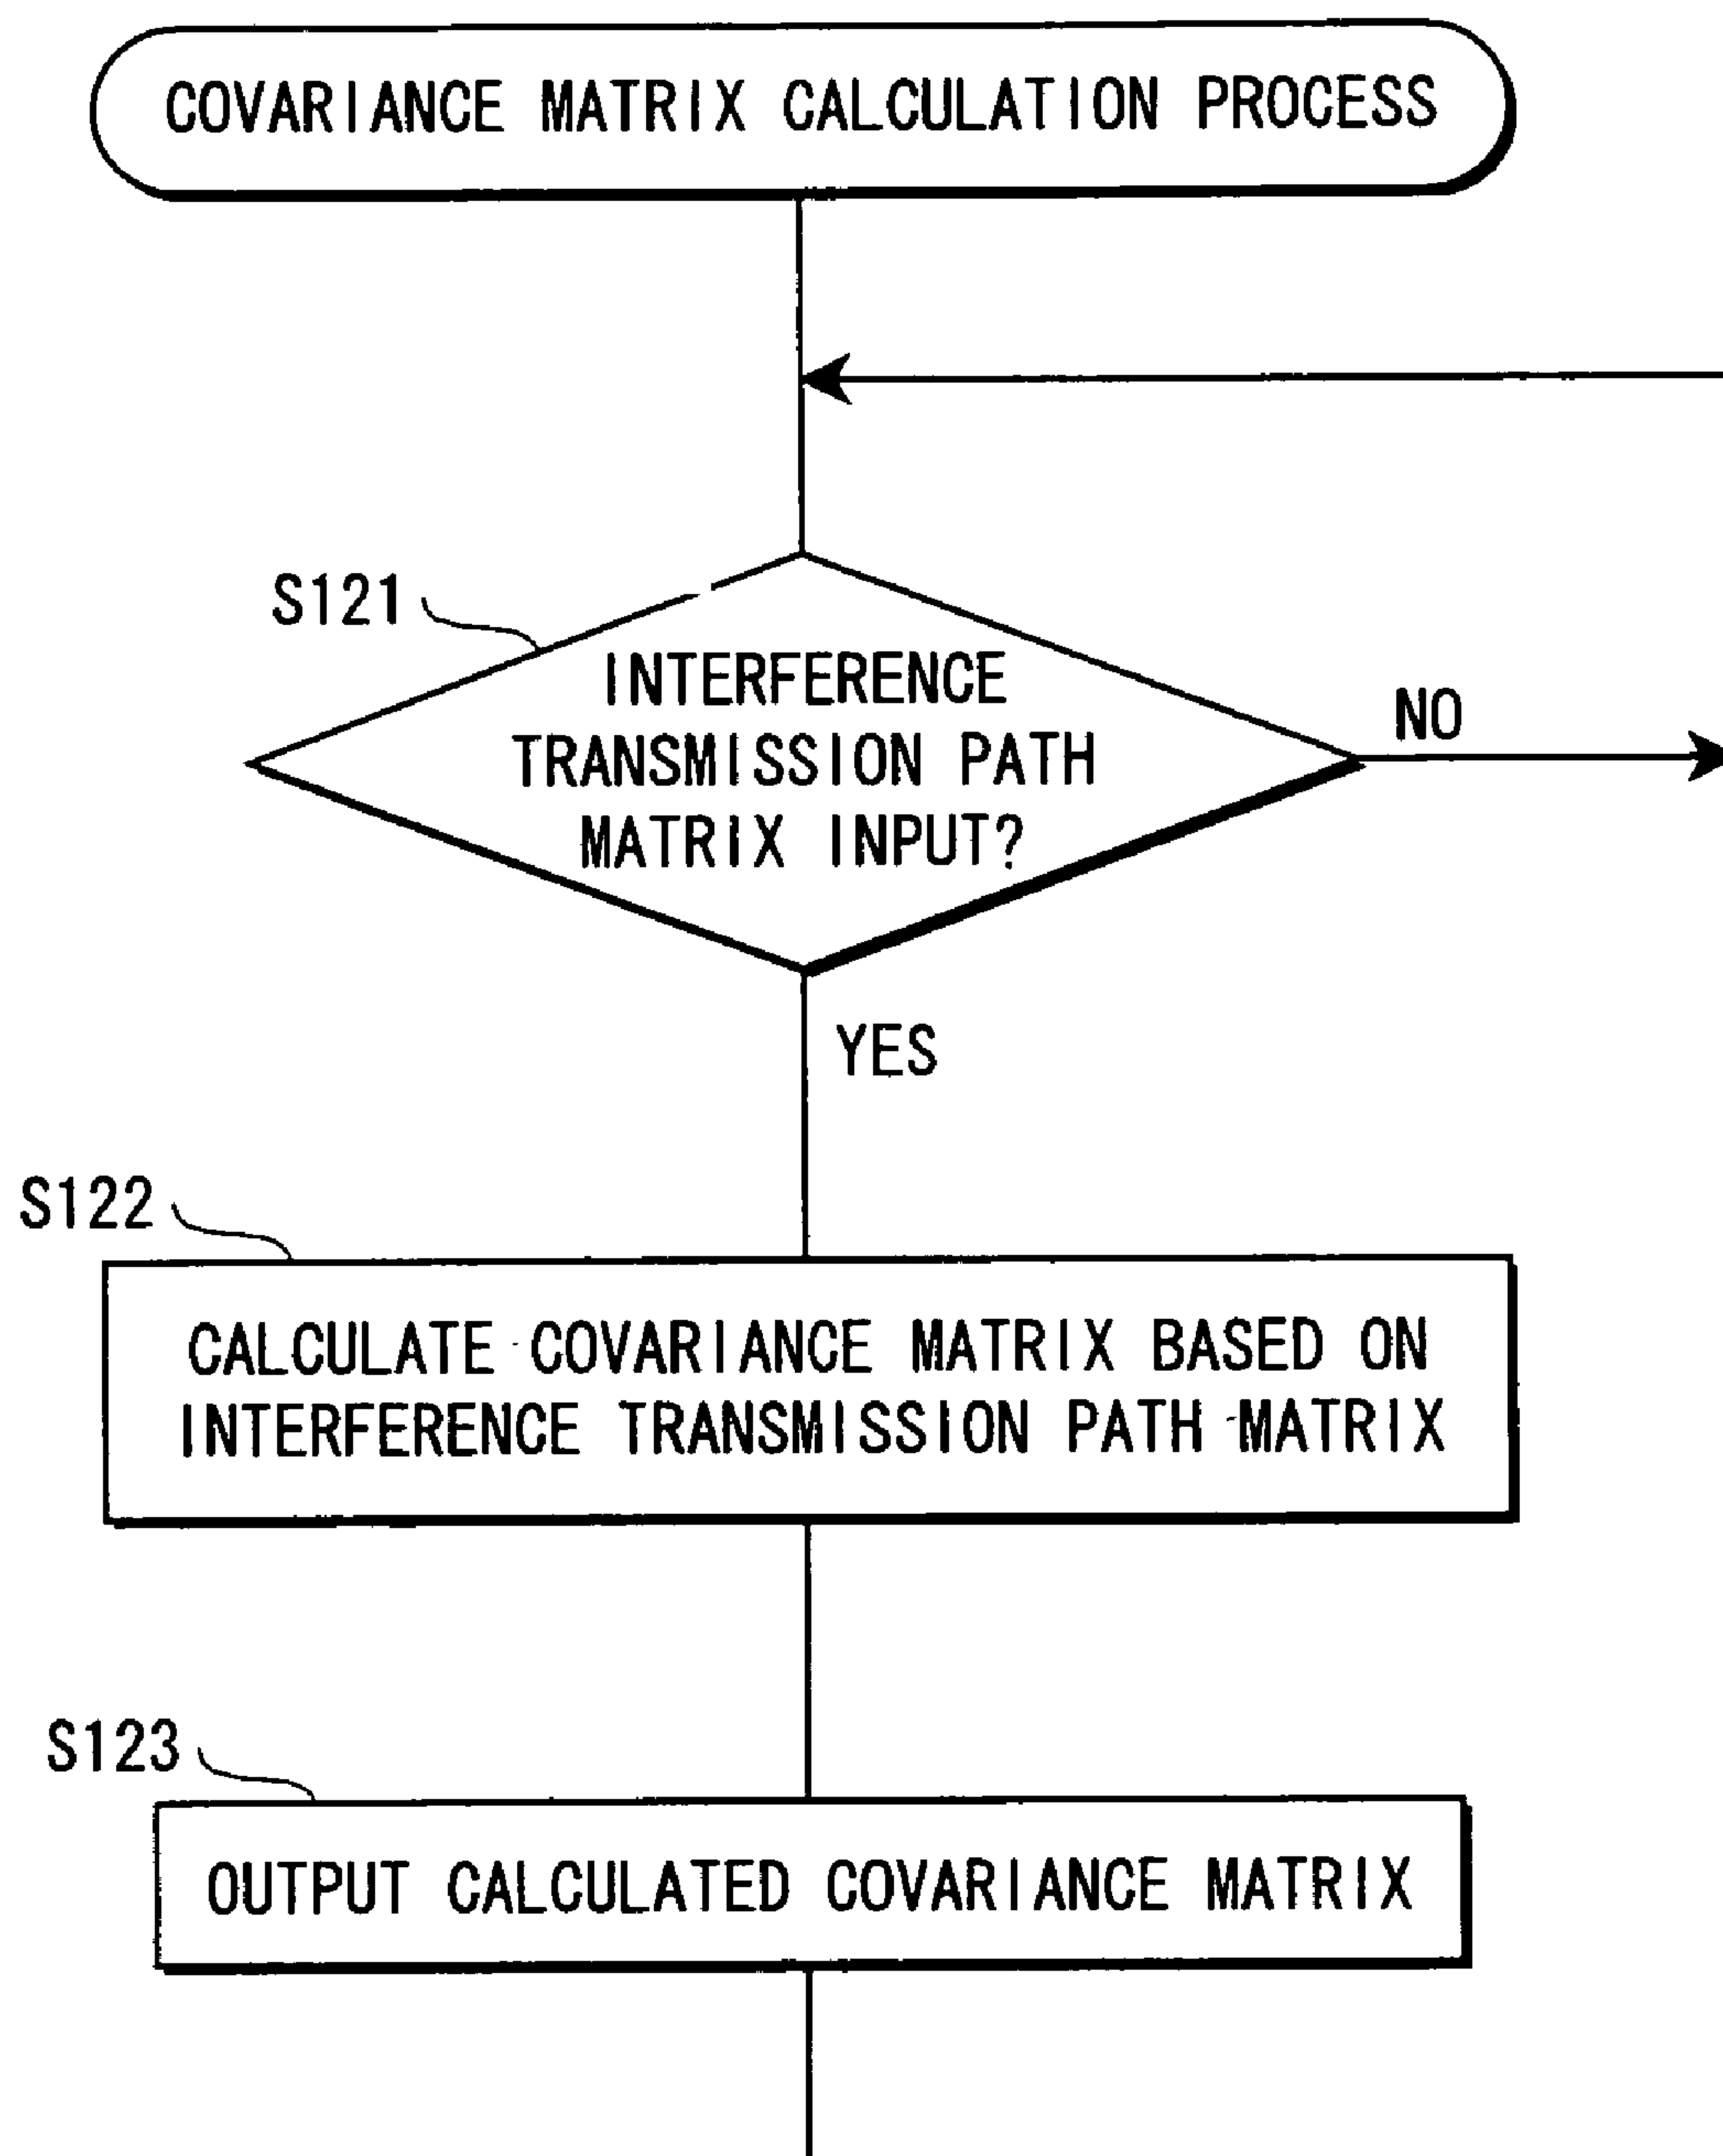 COVARIANCE MATRIX CALCULATION PROCESS
S121
INTERFERENCE
TRANSMISSION PATH
MATRIX INPUT?
NO
YES
S122
CALCULATE COVARIANCE MATRIX BASED ON
INTERFERENCE TRANSMISSION PATH MATRIX
S123
OUTPUT CALCULATED COVARIANCE MATRIX